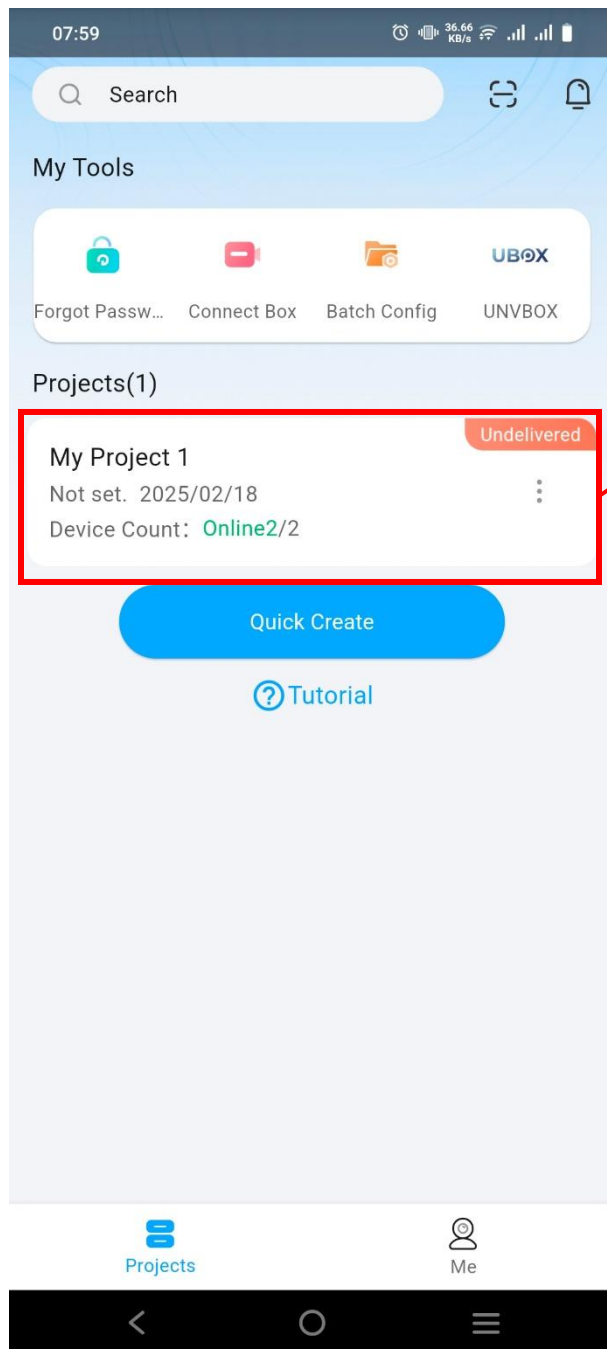 07:59
36.66 KB/s
Search
My Tools
UBOX
Forgot Passw... Connect Box Batch Config UNVBOX
Projects(1)
Undelivered
My Project 1
Not set. 2025/02/18
Device Count: Online2/2
Quick Create
?Tutorial
Projects Me